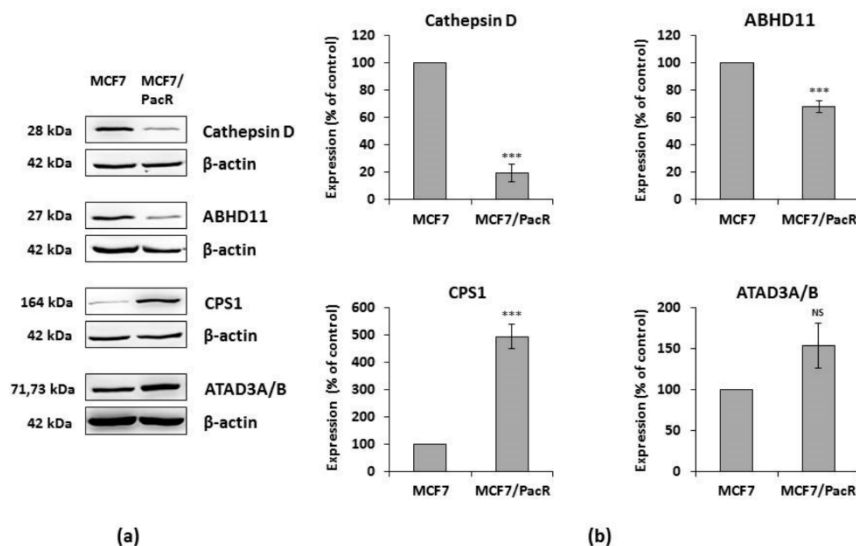 MCF7 MCF7/
PacR
28 kDa Cathepsin D
42 kDa β-actin
27 kDa ABHD11
42 kDa β-actin
164 kDa CPS1
42 kDa β-actin
71,73 kDa ATAD3A/B
42 kDa β-actin
(a)
Cathepsin D
Expression (% of control)
120
100
80
60
40
20
0
***
MCF7 MCF7/PacR
ABHD11
Expression (% of control)
120
100
80
60
40
20
0
***
MCF7 MCF7/PacR
CPS1
Expression (% of control)
600
500
400
300
200
100
0
***
MCF7 MCF7/PacR
ATAD3A/B
Expression (% of control)
200
150
100
50
0
NS
MCF7 MCF7/PacR
(b)